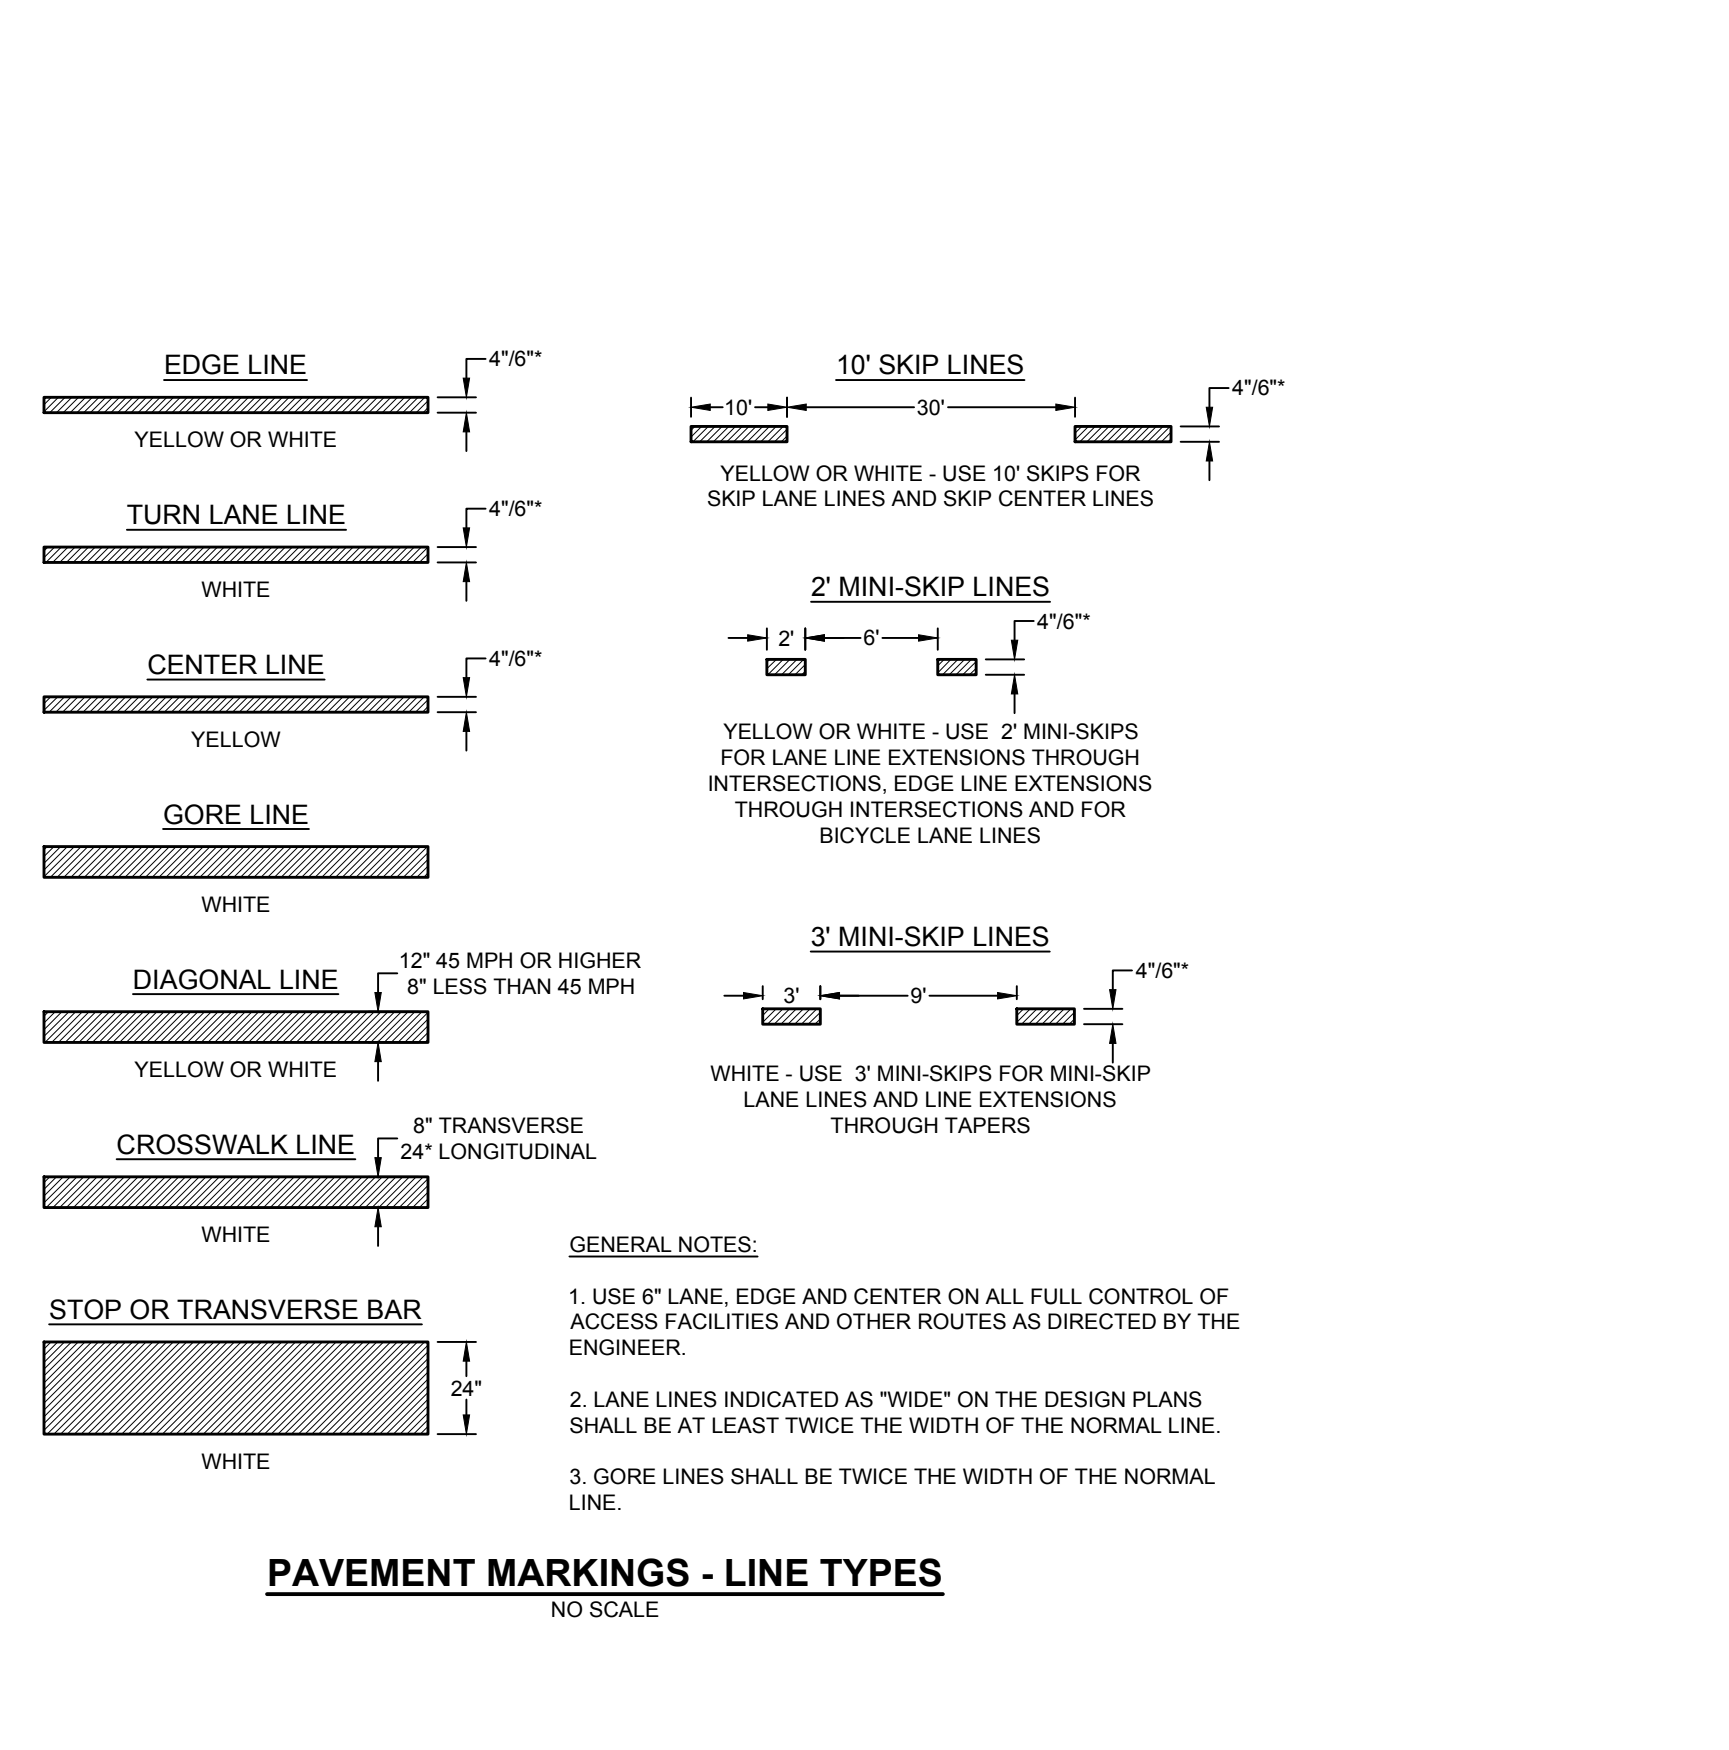 EDGE LINE
4"/6"*
YELLOW OR WHITE
TURN LANE LINE
4"/6"*
WHITE
CENTER LINE
4"/6"*
YELLOW
GORE LINE
WHITE
DIAGONAL LINE
12" 45 MPH OR HIGHER
8" LESS THAN 45 MPH
YELLOW OR WHITE
CROSSWALK LINE
8" TRANSVERSE
24* LONGITUDINAL
WHITE
STOP OR TRANSVERSE BAR
24"
WHITE
10' SKIP LINES
4"/6"*
10'
30'
YELLOW OR WHITE - USE 10' SKIPS FOR
SKIP LANE LINES AND SKIP CENTER LINES
2' MINI-SKIP LINES
4"/6"*
2'
6'
YELLOW OR WHITE - USE 2' MINI-SKIPS
FOR LANE LINE EXTENSIONS THROUGH
INTERSECTIONS, EDGE LINE EXTENSIONS
THROUGH INTERSECTIONS AND FOR
BICYCLE LANE LINES
3' MINI-SKIP LINES
4"/6"*
3'
9'
WHITE - USE 3' MINI-SKIPS FOR MINI-SKIP
LANE LINES AND LINE EXTENSIONS
THROUGH TAPERS
GENERAL NOTES:
1. USE 6" LANE, EDGE AND CENTER ON ALL FULL CONTROL OF
ACCESS FACILITIES AND OTHER ROUTES AS DIRECTED BY THE
ENGINEER.
2. LANE LINES INDICATED AS "WIDE" ON THE DESIGN PLANS
SHALL BE AT LEAST TWICE THE WIDTH OF THE NORMAL LINE.
3. GORE LINES SHALL BE TWICE THE WIDTH OF THE NORMAL
LINE.
PAVEMENT MARKINGS - LINE TYPES
NO SCALE